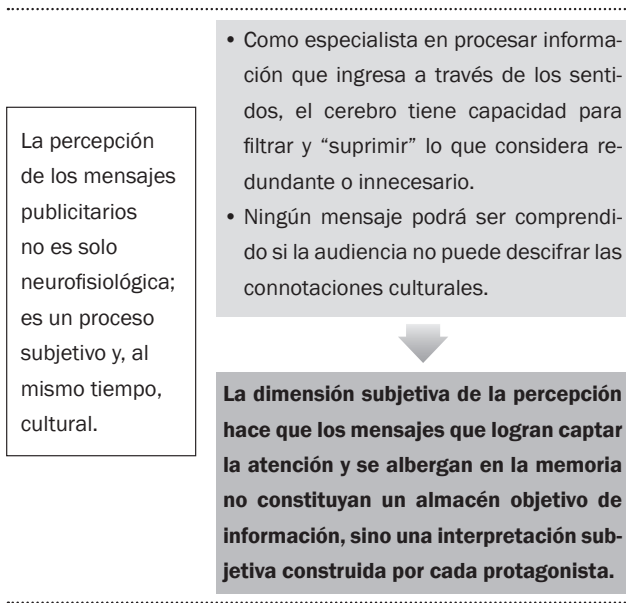 La percepción
de los mensajes
publicitarios
no es solo
neurofisiológica;
es un proceso
subjetivo y, al
mismo tiempo,
cultural.
• Como especialista en procesar informa-
ción que ingresa a través de los senti-
dos, el cerebro tiene capacidad para
filtrar y “suprimir” lo que considera re-
dundante o innecesario.
• Ningún mensaje podrá ser comprendi-
do si la audiencia no puede descifrar las
connotaciones culturales.
La dimensión subjetiva de la percepción
hace que los mensajes que logran captar
la atención y se albergan en la memoria
no constituyan un almacén objetivo de
información, sino una interpretación sub-
jetiva construida por cada protagonista.